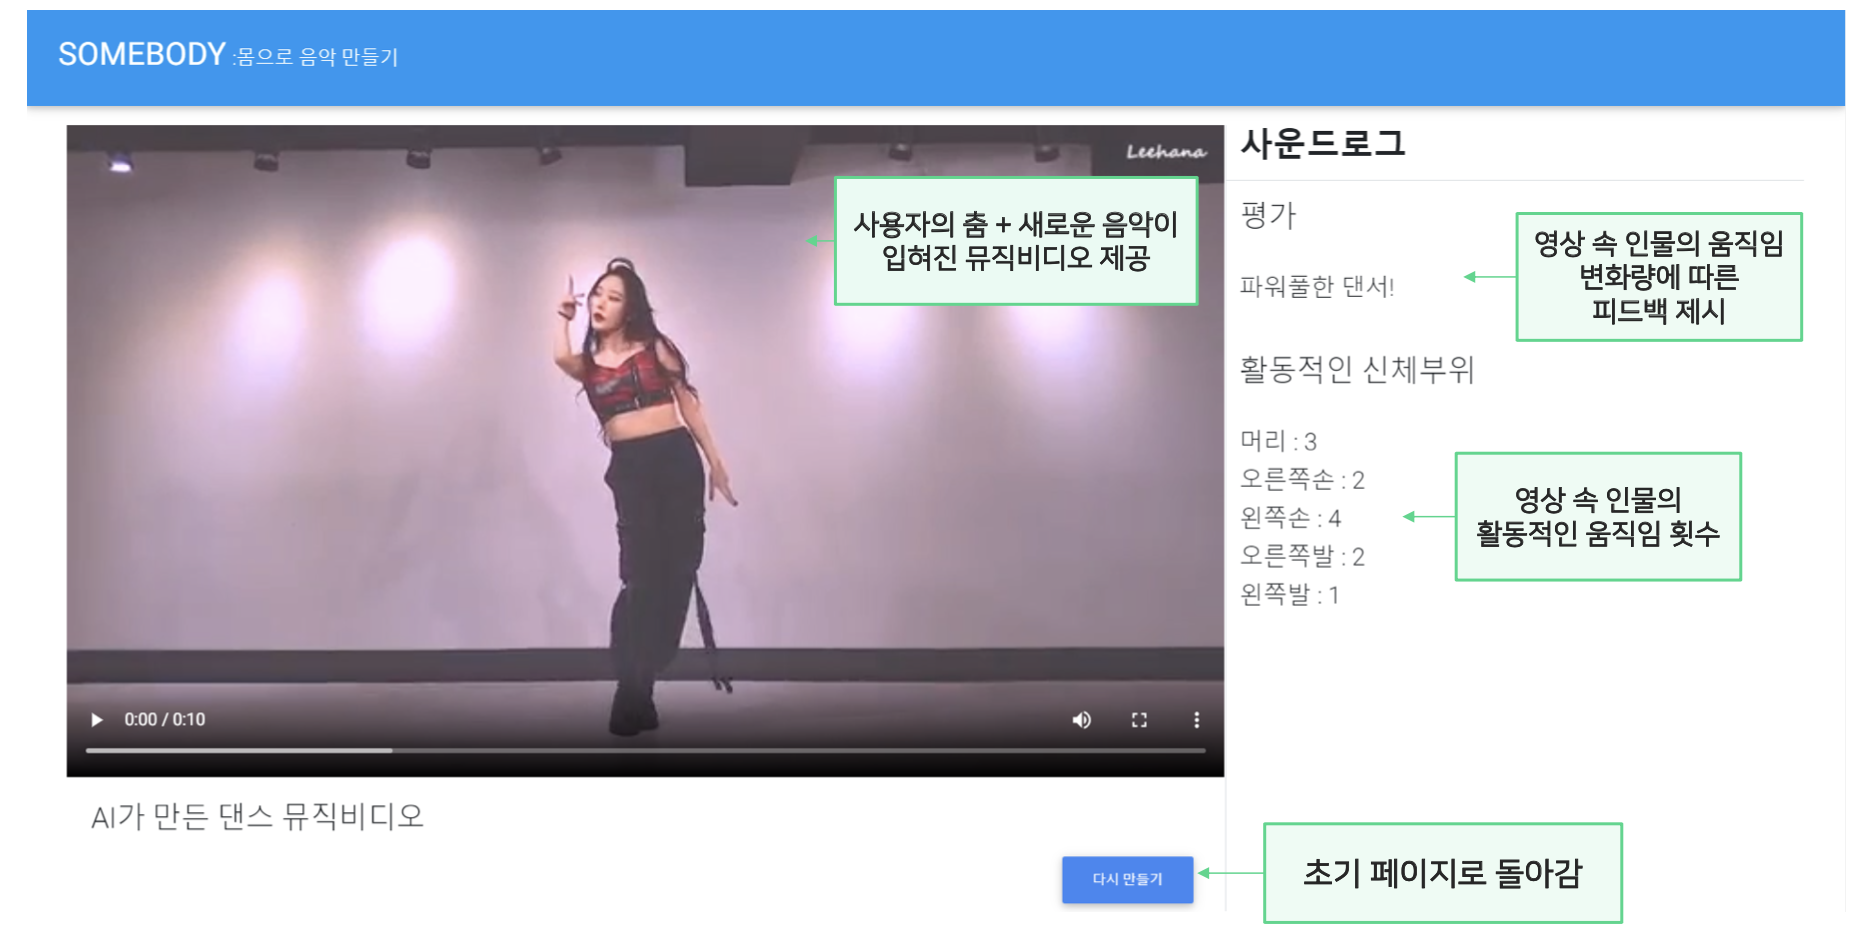 SOMEBODY :몸으로 음악 만들기
Leehana
사용자의 춤 + 새로운 음악이
입혀진 뮤직비디오 제공
0:00 / 0:10
AI가 만든 댄스 뮤직비디오
다시 만들기
사운드로그
평가
파워풀한 댄서!
영상 속 인물의 움직임
변화량에 따른
피드백 제시
활동적인 신체부위
머리 : 3
오른쪽손 : 2
왼쪽손 : 4
오른쪽발 : 2
왼쪽발 : 1
영상 속 인물의
활동적인 움직임 횟수
초기 페이지로 돌아감